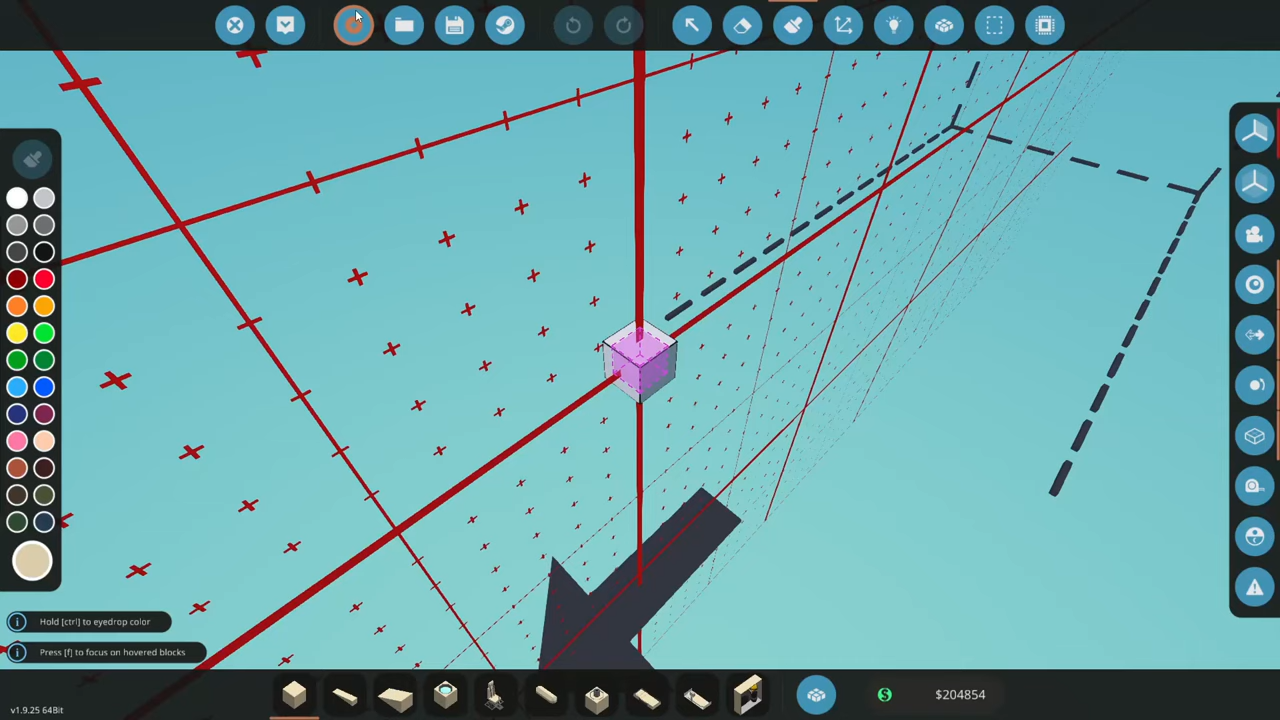 Hold [ctrl] to eyedrop color
Press [f] to focus on hovered blocks
v1.9.25 64Bit
$204854